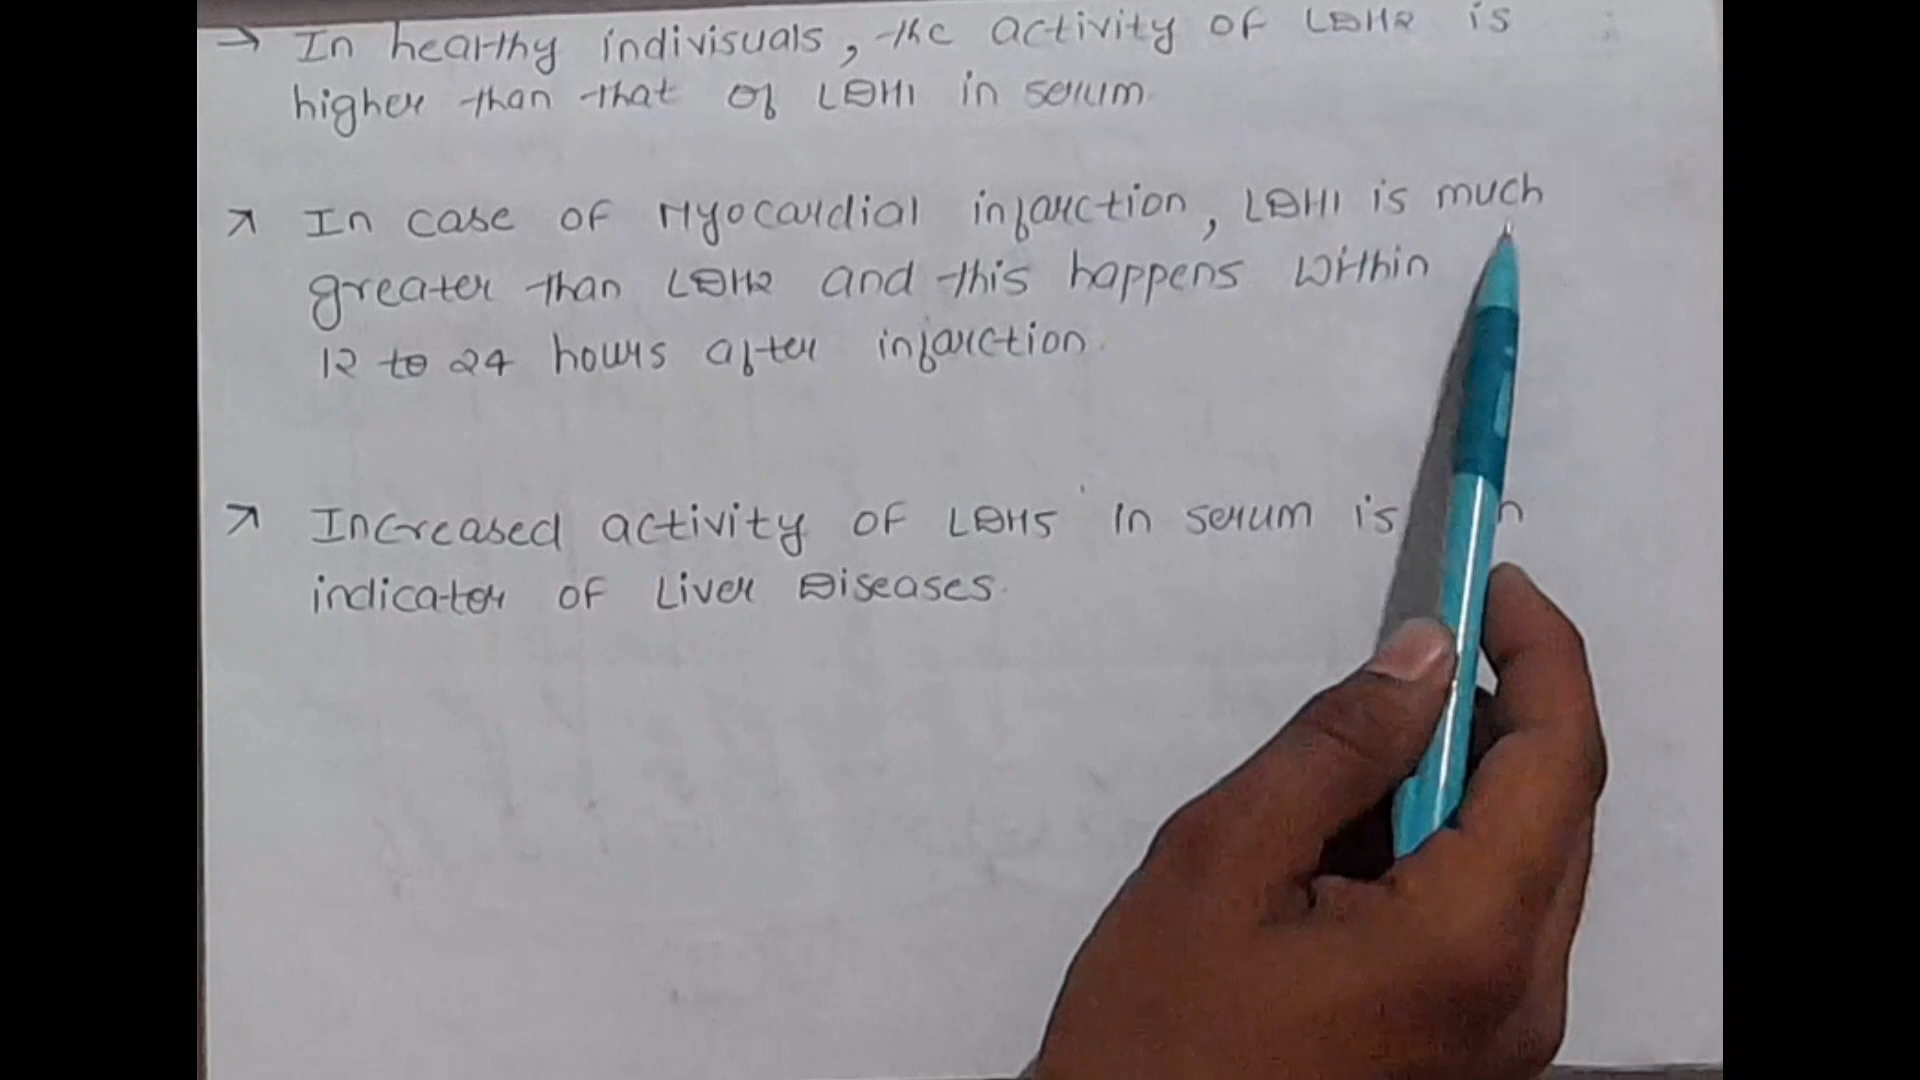 → In healthy indivisuals, the activity of LDH2 is
higher than that of LDH1 in serum
→ In case of Myocardial infarction, LDH1 is much
greater than LDH2 and this happens within
12 to 24 hours after infarction.
→ Increased activity of LDH5 in serum is
indicator of Liver Diseases.